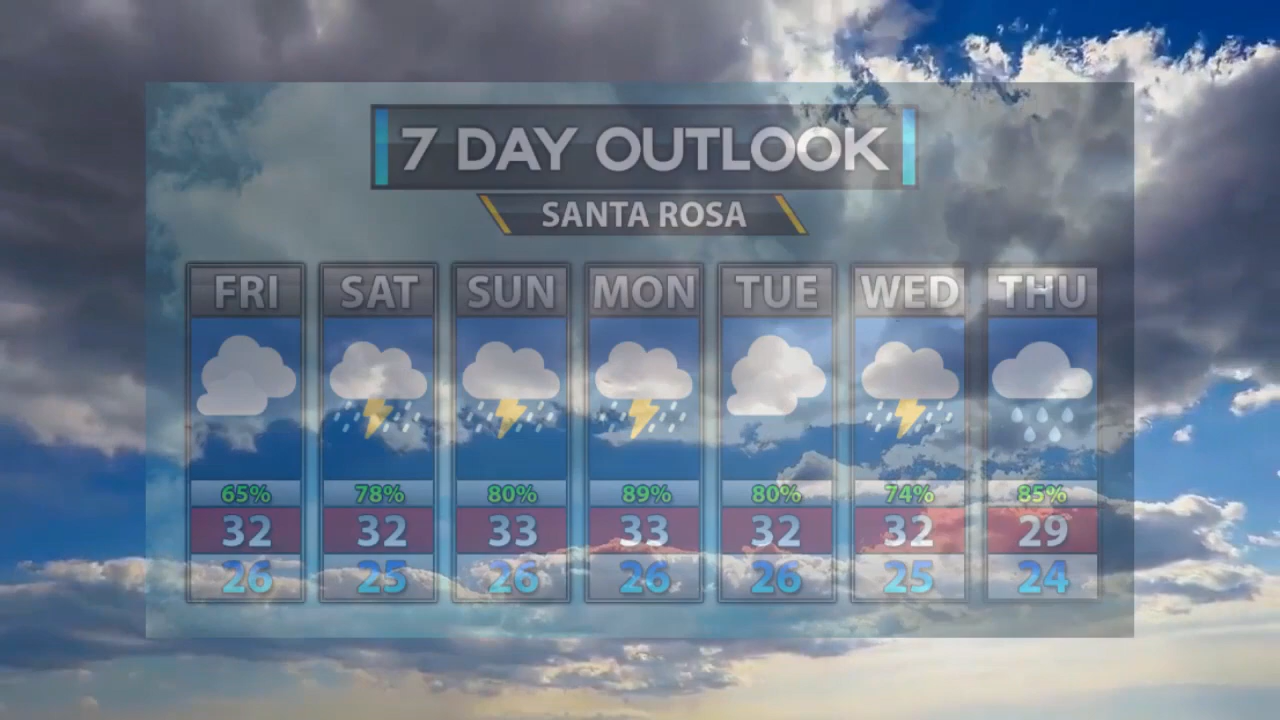 7 DAY OUTLOOK
SANTA ROSA
FRI SAT SUN MON TUE WED THU
65% 78% 80% 89% 80% 74% 85%
32 32 33 33 32 32 29
26 25 26 26 26 25 24